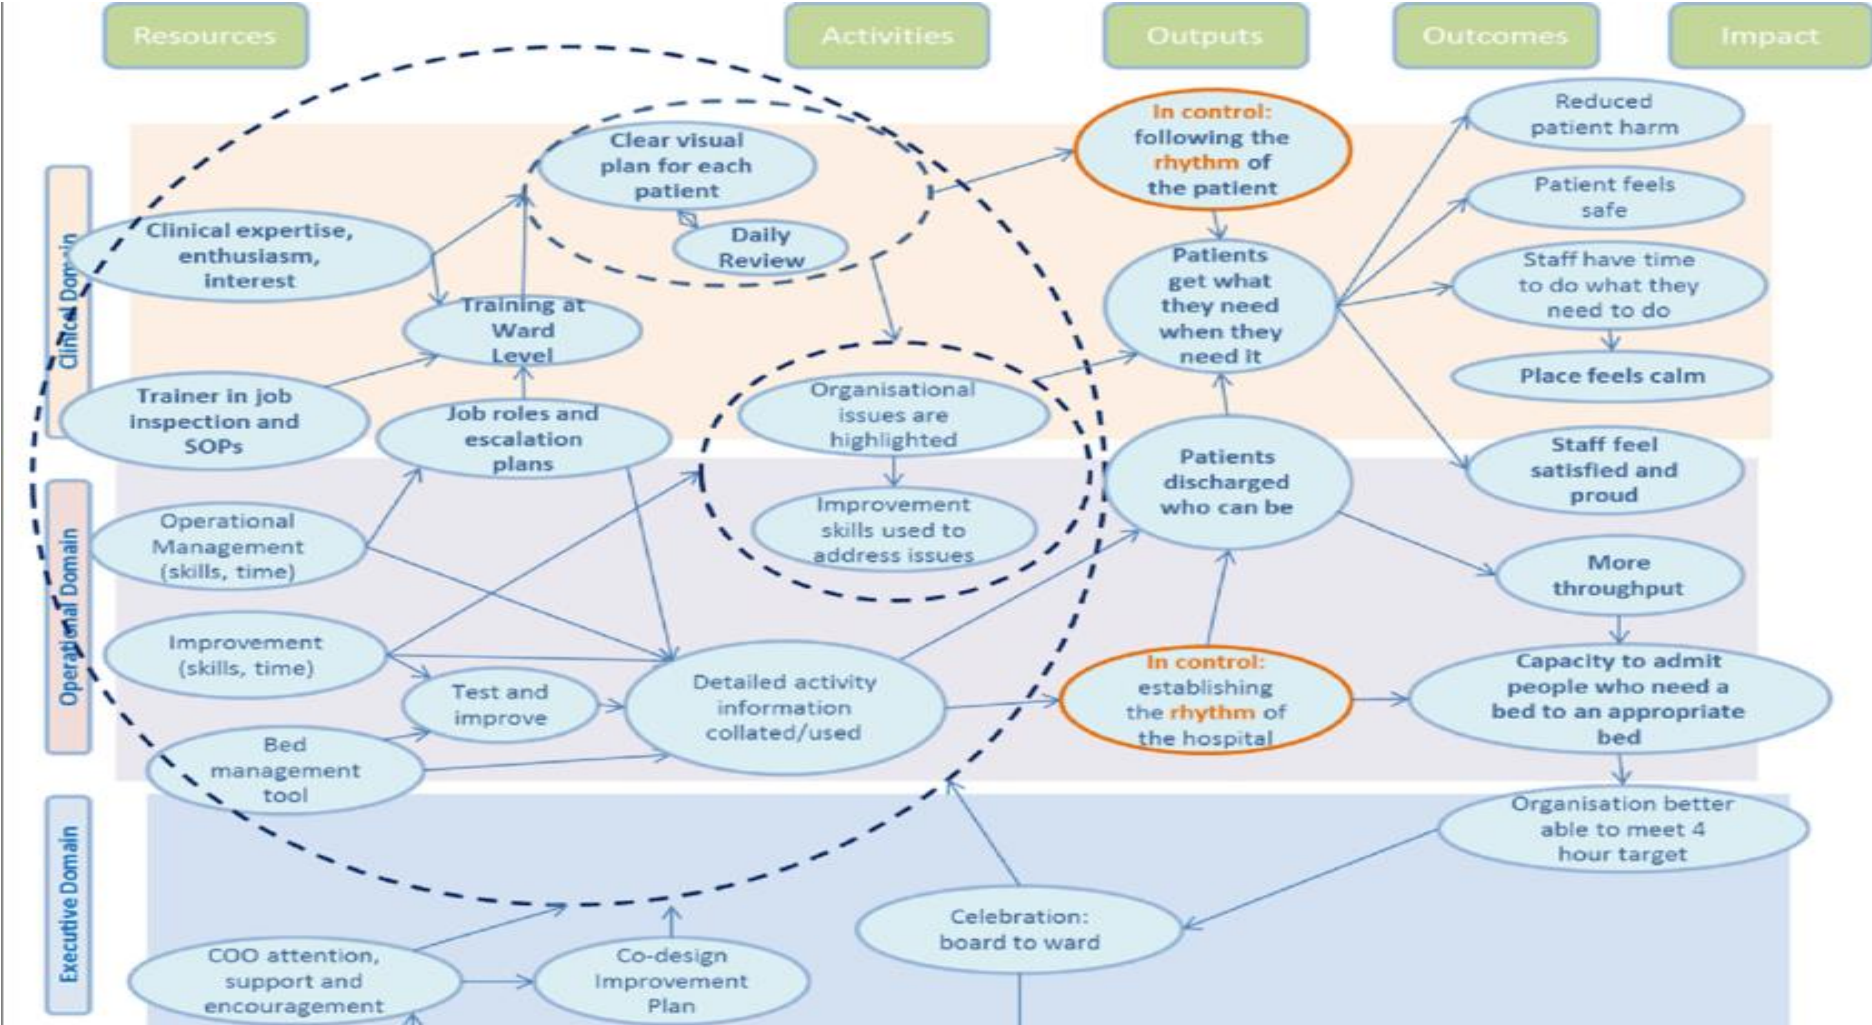 Resources
Activities
Outputs
Outcomes
Impact
Clinical Domain
Operational Domain
Executive Domain
Clear visual
plan for each
patient
Daily
Review
Clinical expertise,
enthusiasm,
interest
Training at
Ward
Level
Trainer in job
inspection and
SOPs
Job roles and
escalation
plans
Organisational
issues are
highlighted
Improvement
skills used to
address issues
Operational
Management
(skills, time)
Improvement
(skills, time)
Test and
improve
Bed
management
tool
Detailed activity
information
collated/used
In control:
following the
rhythm of
the patient
Patients
get what
they need
when they
need it
Patients
discharged
who can be
In control:
establishing
the rhythm of
the hospital
Reduced
patient harm
Patient feels
safe
Staff have time
to do what they
need to do
Place feels calm
Staff feel
satisfied and
proud
More
throughput
Capacity to admit
people who need a
bed to an appropriate
bed
Organisation better
able to meet 4
hour target
Celebration:
board to ward
COO attention,
support and
encouragement
Co-design
Improvement
Plan